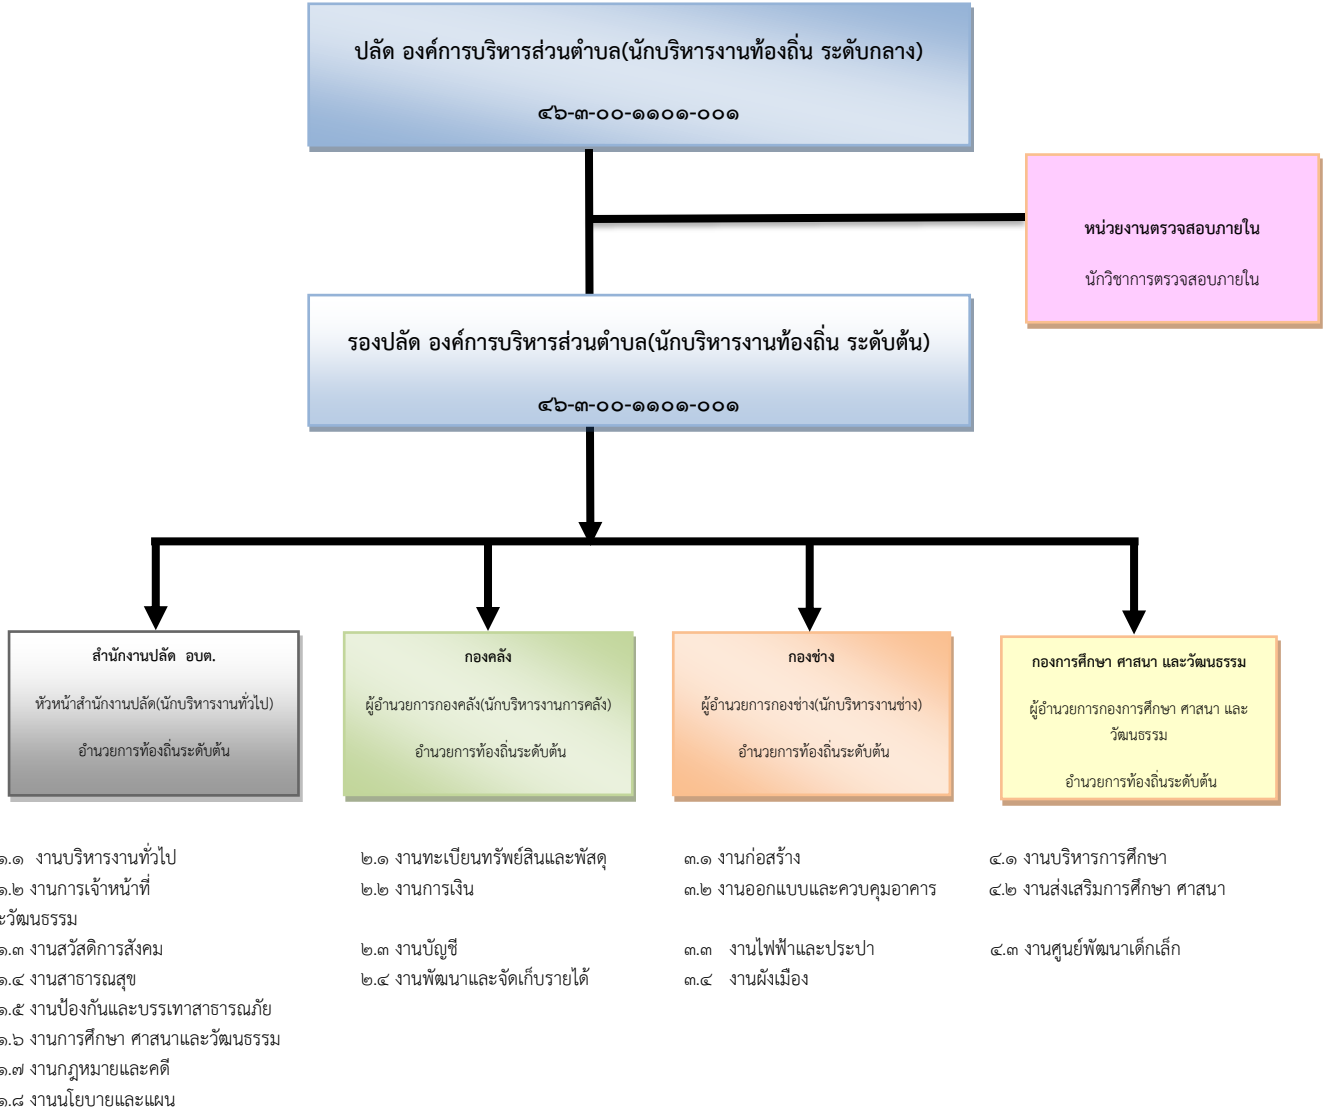 ปลัด องค์การบริหารส่วนตำบล(นักบริหารงานท้องถิ่น ระดับกลาง)
๔๖-๓-๐๐-๑๑๐๑-๐๐๑
หน่วยงานตรวจสอบภายใน
นักวิชาการตรวจสอบภายใน
รองปลัด องค์การบริหารส่วนตำบล(นักบริหารงานท้องถิ่น ระดับต้น)
๔๖-๓-๐๐-๑๑๐๑-๐๐๑
สำนักงานปลัด อบต.
หัวหน้าสำนักงานปลัด(นักบริหารงานทั่วไป)
อำนวยการท้องถิ่นระดับต้น
กองคลัง
ผู้อำนวยการกองคลัง(นักบริหารงานการคลัง)
อำนวยการท้องถิ่นระดับต้น
กองช่าง
ผู้อำนวยการกองช่าง(นักบริหารงานช่าง)
อำนวยการท้องถิ่นระดับต้น
กองการศึกษา ศาสนา และวัฒนธรรม
ผู้อำนวยการกองการศึกษา ศาสนา และ
วัฒนธรรม
อำนวยการท้องถิ่นระดับต้น
๑.๑ งานบริหารงานทั่วไป
๑.๒ งานการเจ้าหน้าที่
ะวัฒนธรรม
๑.๓ งานสวัสดิการสังคม
๑.๔ งานสาธารณสุข
๑.๕ งานป้องกันและบรรเทาสาธารณภัย
๑.๖ งานการศึกษา ศาสนาและวัฒนธรรม
๑.๗ งานกฎหมายและคดี
๑.๘ งานนโยบายและแผน
๒.๑ งานทะเบียนทรัพย์สินและพัสดุ
๒.๒ งานการเงิน
๒.๓ งานบัญชี
๒.๔ งานพัฒนาและจัดเก็บรายได้
๓.๑ งานก่อสร้าง
๓.๒ งานออกแบบและควบคุมอาคาร
๓.๓ งานไฟฟ้าและประปา
๓.๔ งานผังเมือง
๔.๑ งานบริหารการศึกษา
๔.๒ งานส่งเสริมการศึกษา ศาสนา
๔.๓ งานศูนย์พัฒนาเด็กเล็ก